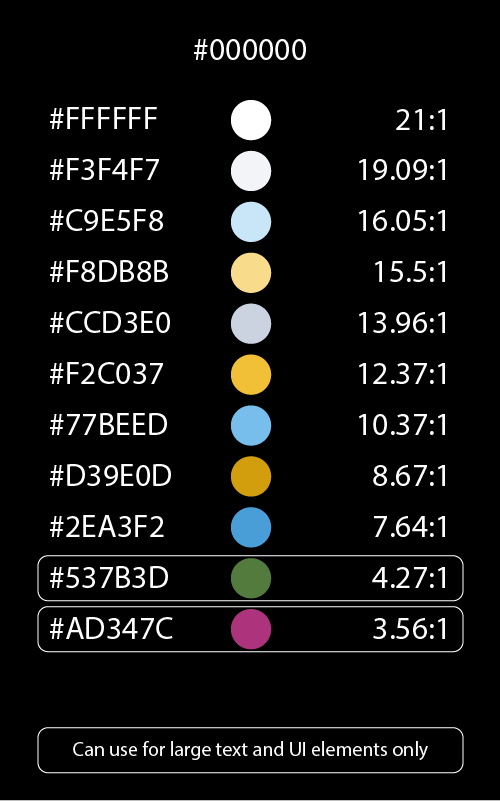 #000000
#FFFFFF 21:1
#F3F4F7 19.09:1
#C9E5F8 16.05:1
#F8DB8B 15.5:1
#CCD3E0 13.96:1
#F2C037 12.37:1
#77BEED 10.37:1
#D39E0D 8.67:1
#2EA3F2 7.64:1
#537B3D 4.27:1
#AD347C 3.56:1
Can use for large text and UI elements only